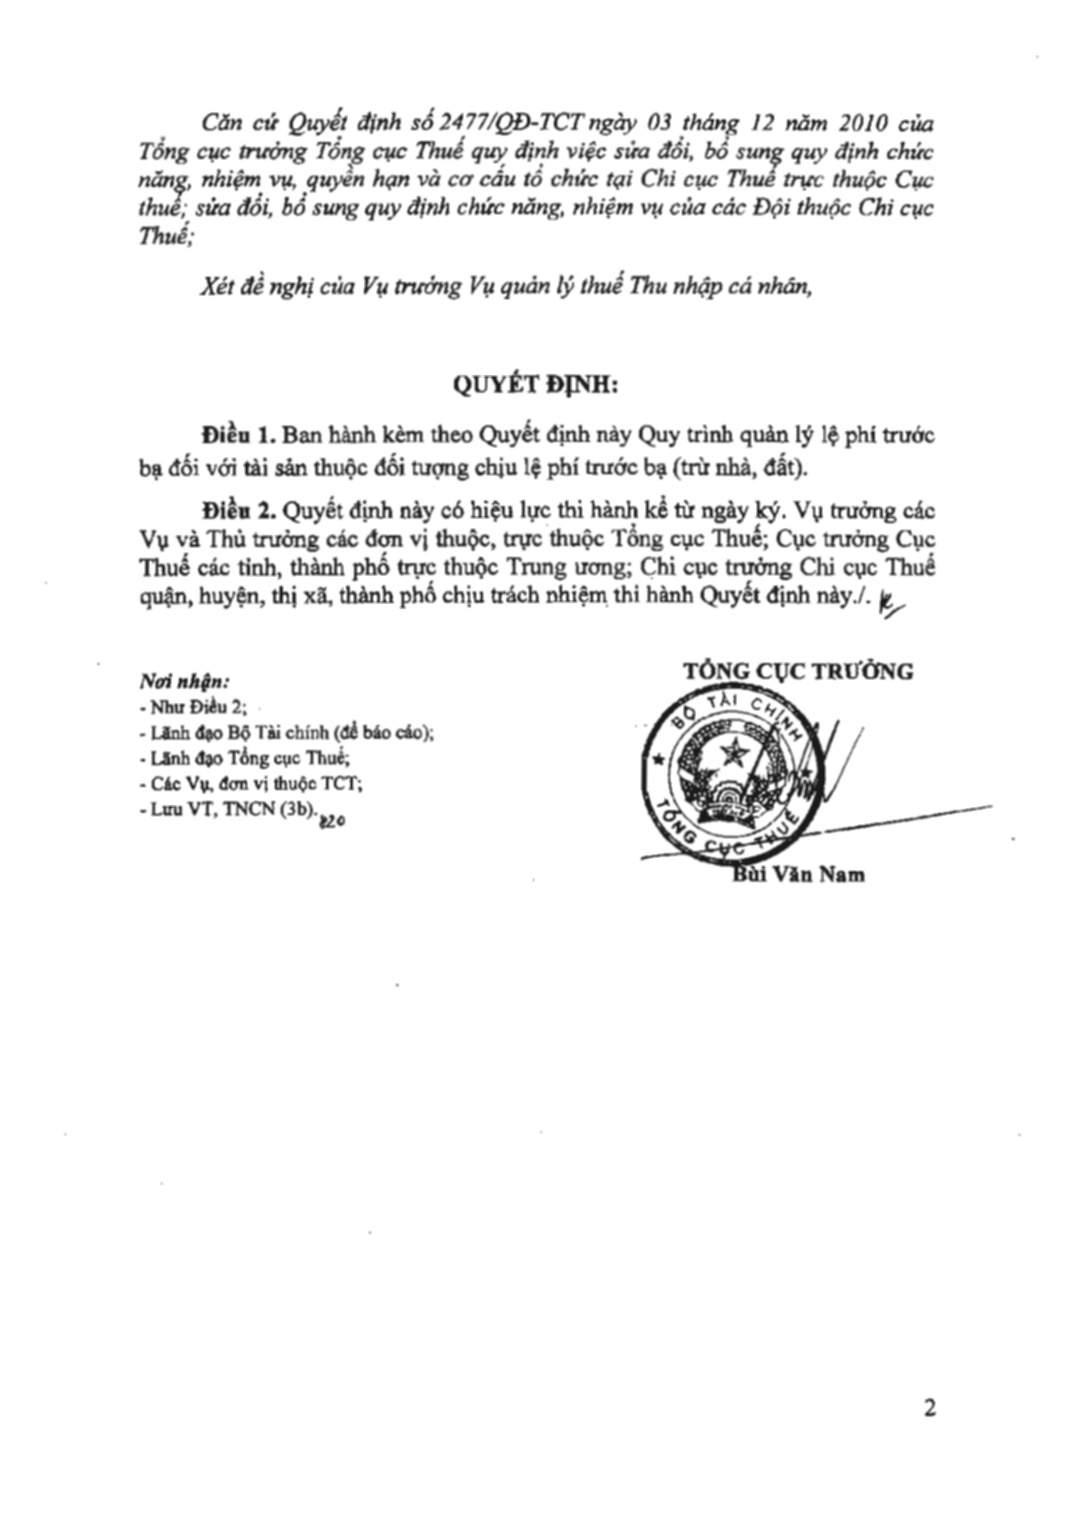 Căn cứ Quyết định số 2477/QĐ-TCT ngày 03 tháng 12 năm 2010 của
Tổng cục trưởng Tổng cục Thuế quy định việc sửa đổi, bổ sung quy định chức
năng, nhiệm vụ, quyền hạn và cơ cấu tổ chức tại Chi cục Thuế trực thuộc Cục
thuế; sửa đổi, bổ sung quy định chức năng, nhiệm vụ của các Đội thuộc Chi cục
Thuế;
Xét đề nghị của Vụ trưởng Vụ quản lý thuế Thu nhập cá nhân,
QUYẾT ĐỊNH:
Điều 1. Ban hành kèm theo Quyết định này Quy trình quản lý lệ phí trước
bạ đối với tài sản thuộc đối tượng chịu lệ phí trước bạ (trừ nhà, đất).
Điều 2. Quyết định này có hiệu lực thi hành kể từ ngày ký. Vụ trưởng các
Vụ và Thủ trưởng các đơn vị thuộc, trực thuộc Tổng cục Thuế; Cục trưởng Cục
Thuế các tỉnh, thành phố trực thuộc Trung ương; Chi cục trưởng Chi cục Thuế
quận, huyện, thị xã, thành phố chịu trách nhiệm thi hành Quyết định này./.
Nơi nhận:
- Như Điều 2;
- Lãnh đạo Bộ Tài chính (để báo cáo);
- Lãnh đạo Tổng cục Thuế;
- Các Vụ, đơn vị thuộc TCT;
- Lưu VT, TNCN (3b).
TỔNG CỤC TRƯỞNG
BỘ TÀI CHÍNH
TỔNG CỤC THUẾ
Bùi Văn Nam
2